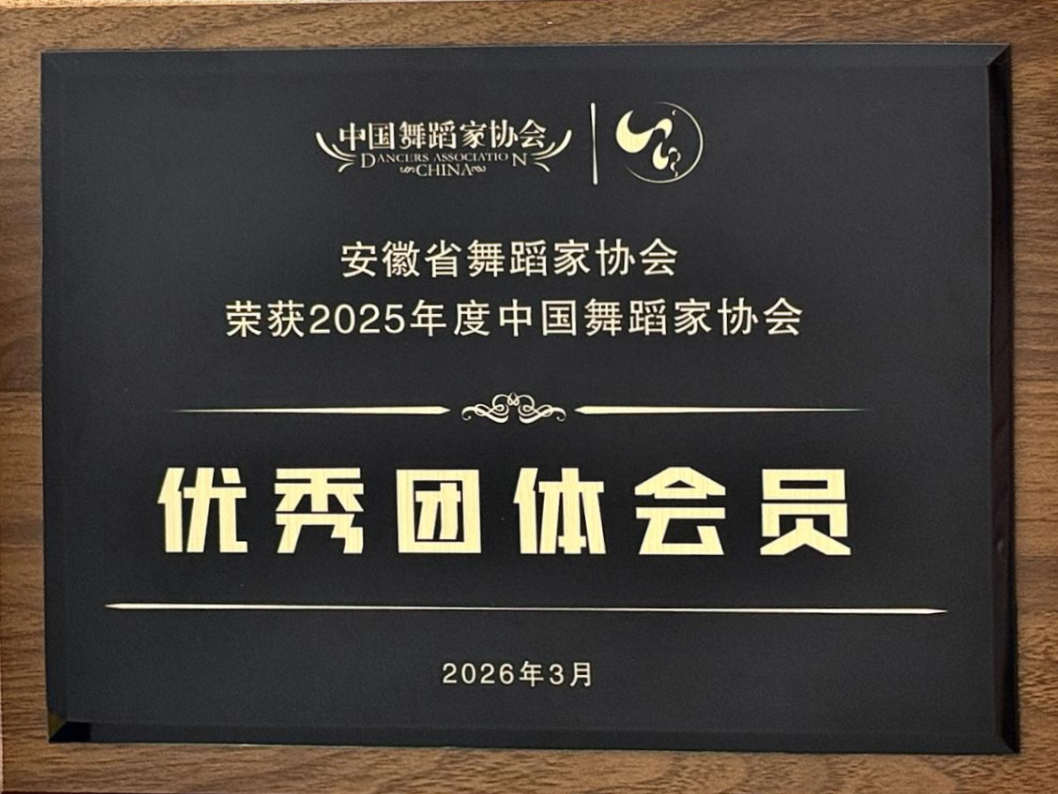 中国舞蹈家协会
DANCERS ASSOCIATION
CHINA
安徽省舞蹈家协会
荣获2025年度中国舞蹈家协会
优秀团体会员
2026年3月